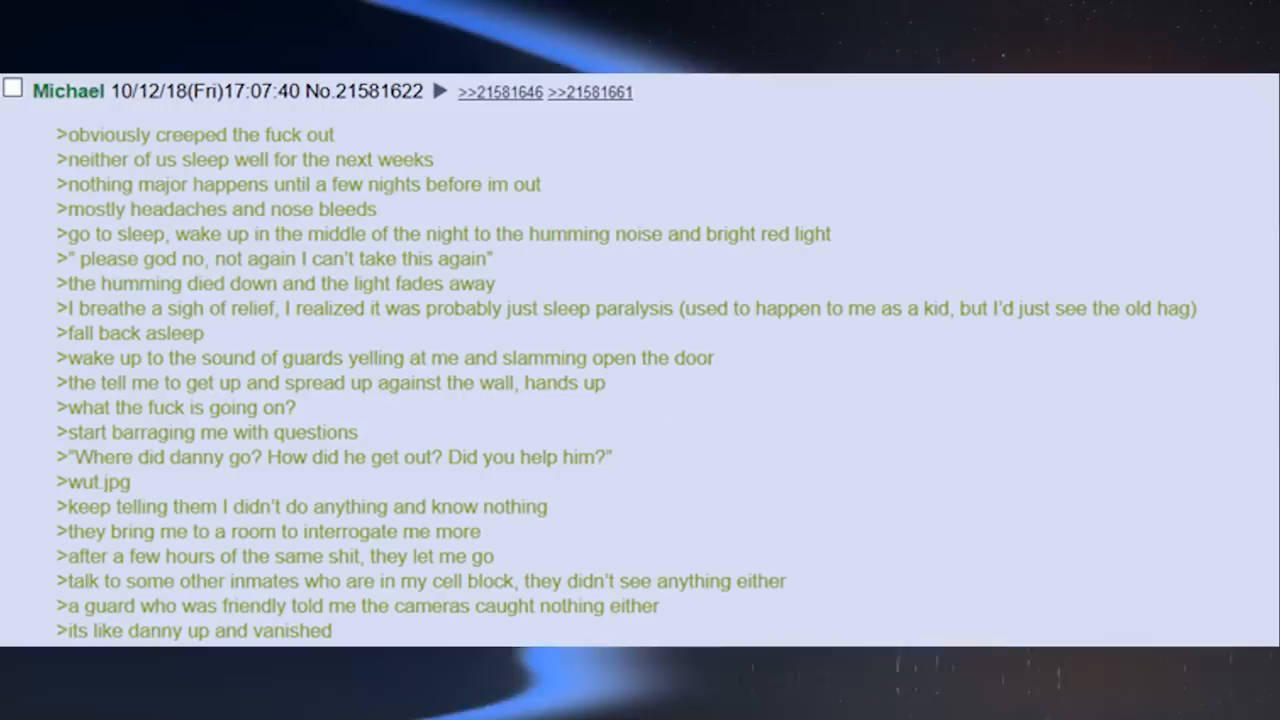 Michael 10/12/18(Fri)17:07:40 No.21581622 ▶ >>21581646 >>21581661
>obviously creeped the fuck out
>neither of us sleep well for the next weeks
>nothing major happens until a few nights before im out
>mostly headaches and nose bleeds
>go to sleep, wake up in the middle of the night to the humming noise and bright red light
>" please god no, not again I can't take this again"
>the humming died down and the light fades away
>I breathe a sigh of relief, I realized it was probably just sleep paralysis (used to happen to me as a kid, but I'd just see the old hag)
>fall back asleep
>wake up to the sound of guards yelling at me and slamming open the door
>the tell me to get up and spread up against the wall, hands up
>what the fuck is going on?
>start barraging me with questions
>"Where did danny go? How did he get out? Did you help him?"
>wut.jpg
>keep telling them I didn't do anything and know nothing
>they bring me to a room to interrogate me more
>after a few hours of the same shit, they let me go
>talk to some other inmates who are in my cell block, they didn't see anything either
>a guard who was friendly told me the cameras caught nothing either
>its like danny up and vanished